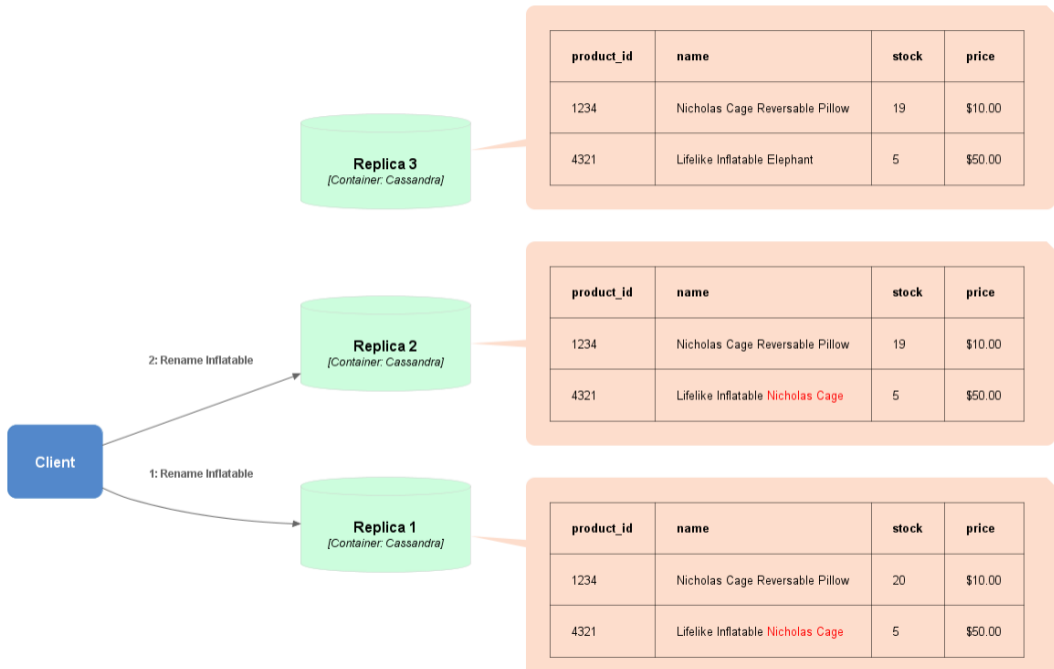 product_id name stock price
1234 Nicholas Cage Reversable Pillow 19 $10.00
4321 Lifelike Inflatable Elephant 5 $50.00
Replica 3
[Container: Cassandra]
product_id name stock price
1234 Nicholas Cage Reversable Pillow 19 $10.00
4321 Lifelike Inflatable Nicholas Cage 5 $50.00
Replica 2
[Container: Cassandra]
2: Rename Inflatable
Client
1: Rename Inflatable
Replica 1
[Container: Cassandra]
product_id name stock price
1234 Nicholas Cage Reversable Pillow 20 $10.00
4321 Lifelike Inflatable Nicholas Cage 5 $50.00